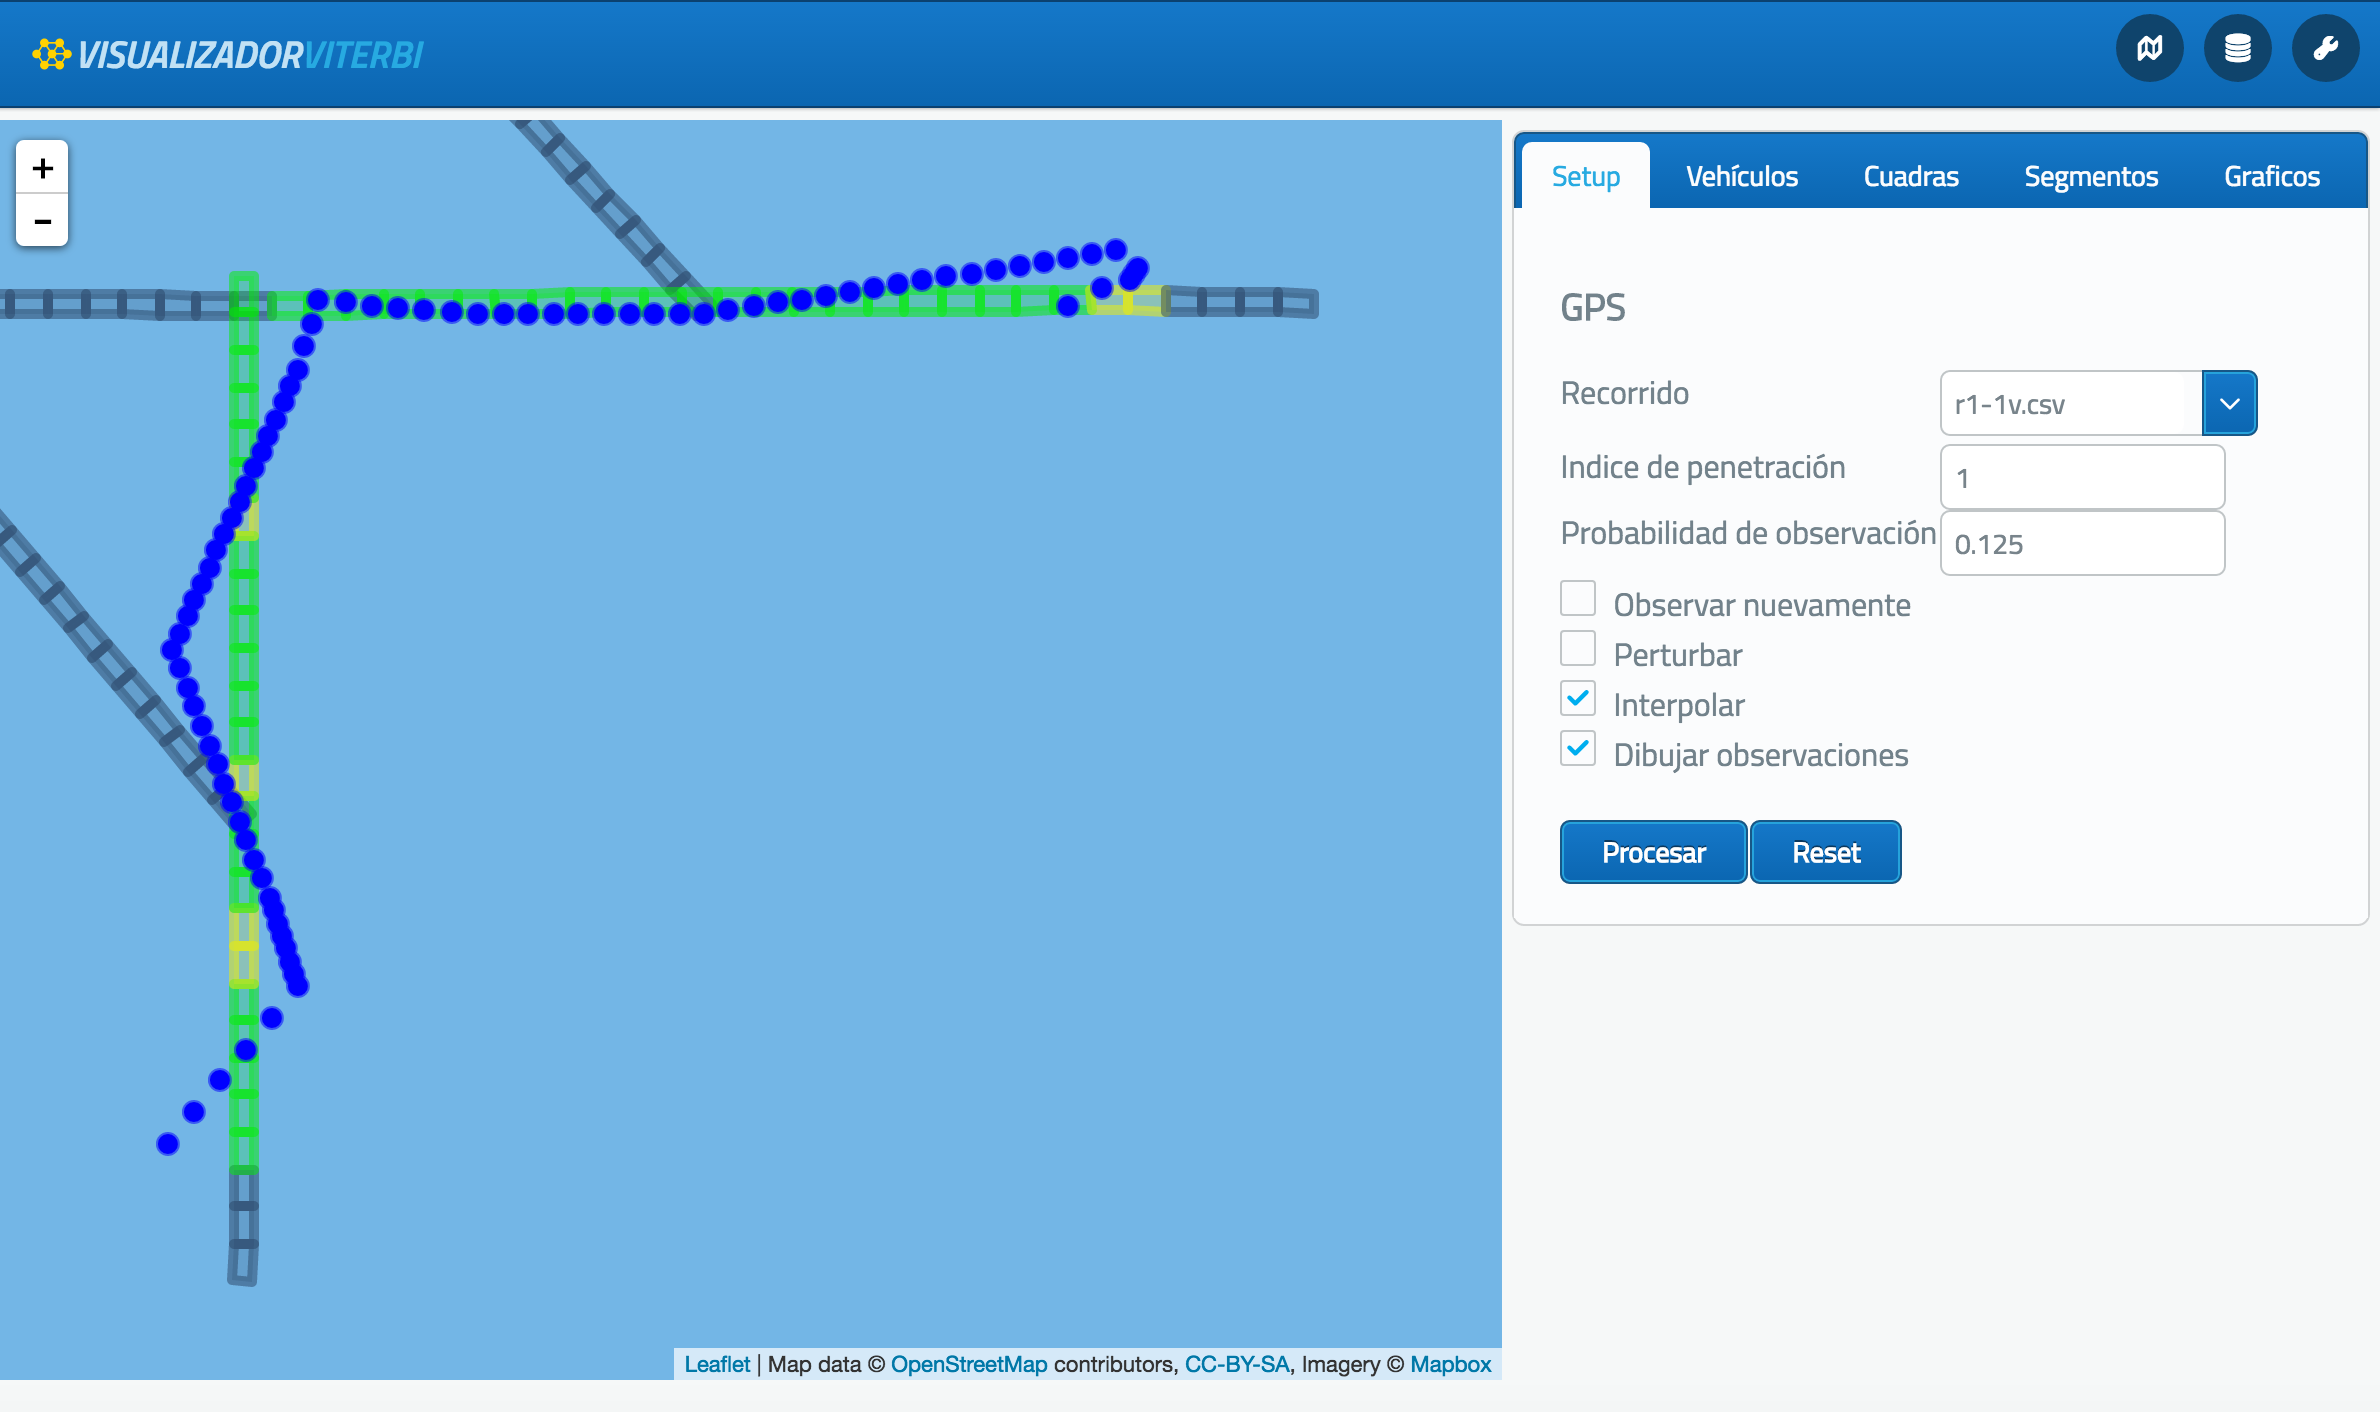 VISUALIZADORVITERBI
+
-
Setup Vehículos Cuadras Segmentos Graficos
GPS
Recorrido r1-1v.csv
Indice de penetración 1
Probabilidad de observación 0.125
Observar nuevamente
Perturbar
Interpolar
Dibujar observaciones
Procesar Reset
Leaflet | Map data © OpenStreetMap contributors, CC-BY-SA, Imagery © Mapbox